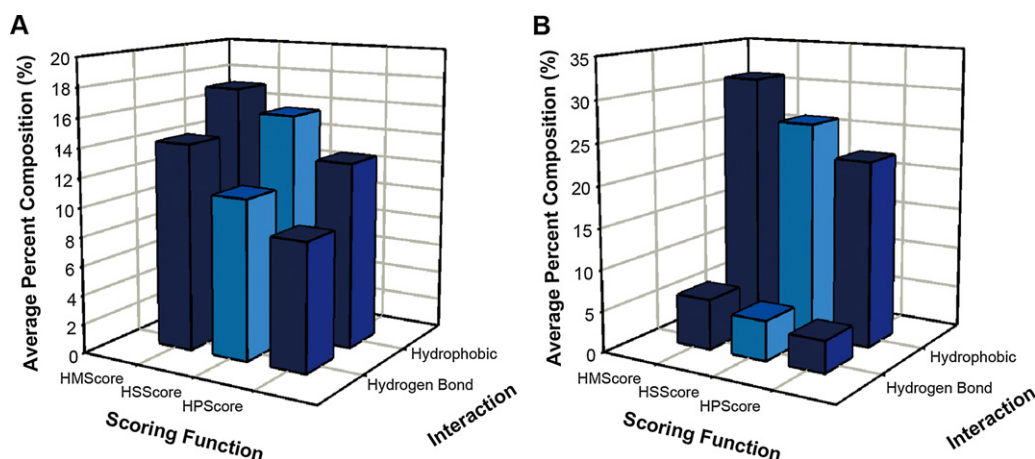 A
Average Percent Composition (%)
20
18
16
14
12
10
8
6
4
2
0
HMScore
HSScore
HPScore
Scoring Function
Hydrogen Bond
Hydrophobic
Interaction
B
Average Percent Composition (%)
35
30
25
20
15
10
5
0
HMScore
HSScore
HPScore
Scoring Function
Hydrogen Bond
Hydrophobic
Interaction